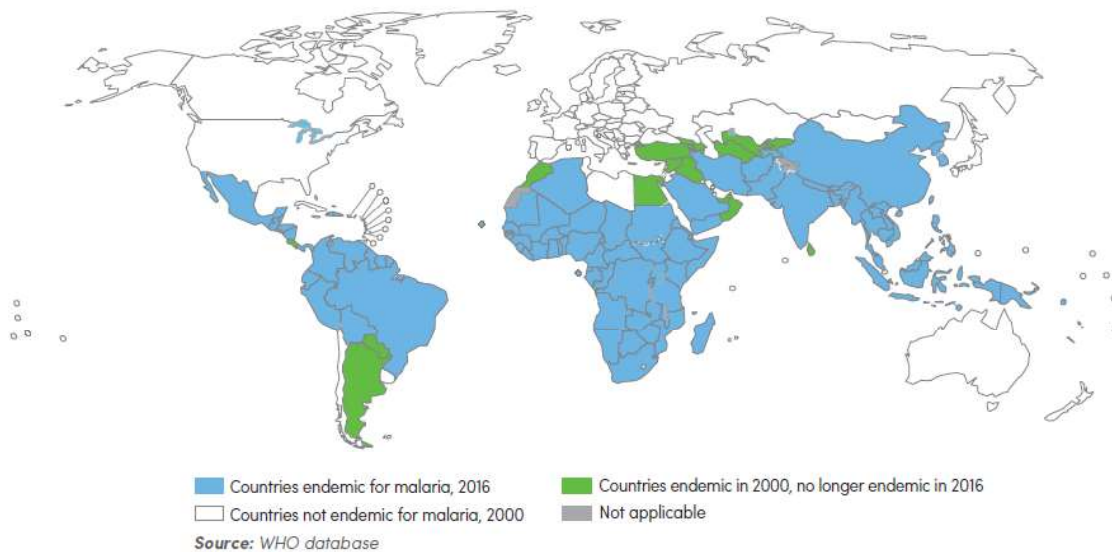 Countries endemic for malaria, 2016
Countries endemic in 2000, no longer endemic in 2016
Countries not endemic for malaria, 2000
Not applicable
Source: WHO database